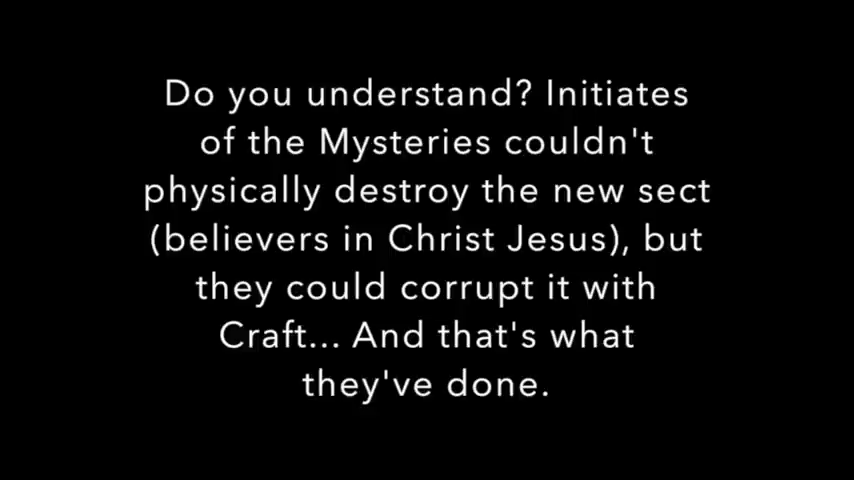 Do you understand? Initiates
of the Mysteries couldn't
physically destroy the new sect
(believers in Christ Jesus), but
they could corrupt it with
Craft... And that's what
they've done.